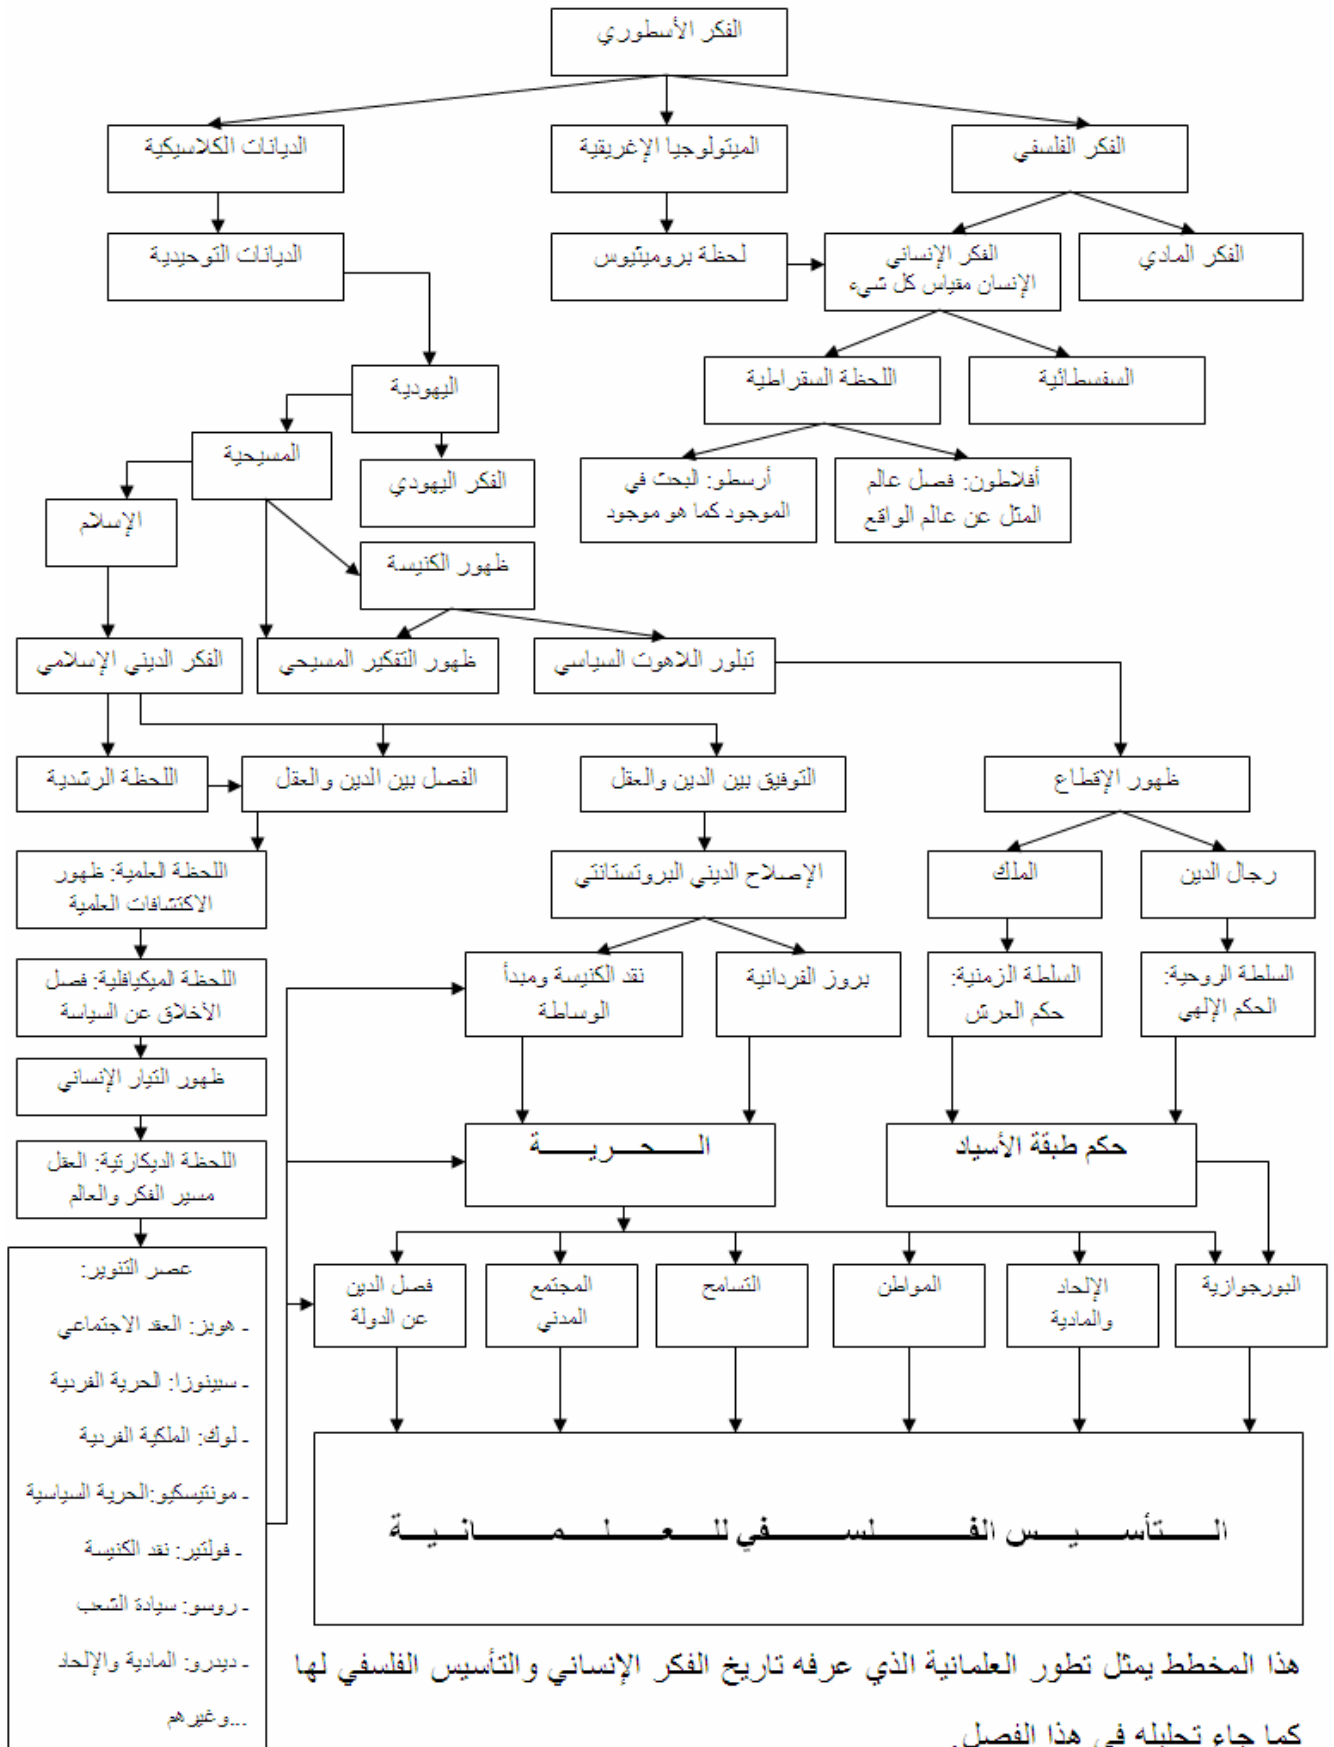 الفكر الأسطوري
الفكر الفلسفي
الميتولوجيا الإغريقية
الديانات الكلاسيكية
الفكر المادي
الفكر الإنساني
الإنسان مقياس كل شيء
لحظة بروميثيوس
الديانات التوحيدية
السفسطائية
اللحظة السقراطية
اليهودية
المسيحية
أفلاطون: فصل عالم
المثل عن عالم الواقع
أرسطو: البحث في
الموجود كما هو موجود
الفكر اليهودي
الإسلام
ظهور الكنيسة
تبلور اللاهوت السياسي
ظهور التفكير المسيحي
الفكر الديني الإسلامي
ظهور الإقطاع
التوفيق بين الدين والعقل
الفصل بين الدين والعقل
اللحظة الرشدية
رجال الدين
الملك
الإصلاح الديني البروتستانتي
اللحظة العلمية: ظهور
الاكتشافات العلمية
السلطة الروحية:
الحكم الإلهي
السلطة الزمنية:
حكم العرش
بروز الفردانية
نقد الكنيسة ومبدأ
الوساطة
اللحظة الميكيافلية: فصل
الأخلاق عن السياسة
ظهور التيار الإنساني
حكم طبقة الأسياد
الـــحـــريـــة
اللحظة الديكارتية: العقل
مسير الفكر والعالم
البورجوازية
الإلحاد
والمادية
المواطن
التسامح
المجتمع
المدني
فصل الدين
عن الدولة
عصر التنوير:
ـ هوبز: العقد الاجتماعي
ـ سبينوزا: الحرية الفردية
ـ لوك: الملكية الفردية
ـ مونتيسكيو:الحرية السياسية
ـ فولتير: نقد الكنيسة
ـ روسو: سيادة الشعب
ـ ديدرو: المادية والإلحاد
...وغيرهم
الـــتأســـيـــس الفـــلســـفي للـــعـــلـــمـــانـــيـــة
هذا المخطط يمثل تطور العلمانية الذي عرفه تاريخ الفكر الإنساني والتأسيس الفلسفي لها
كما جاء تحليله في هذا الفصل.